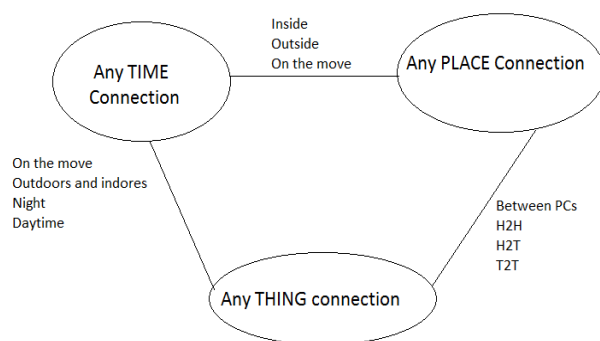 Inside
Outside
On the move
Any TIME
Connection
Any PLACE Connection
On the move
Outdoors and indores
Night
Daytime
Between PCs
H2H
H2T
T2T
Any THING connection